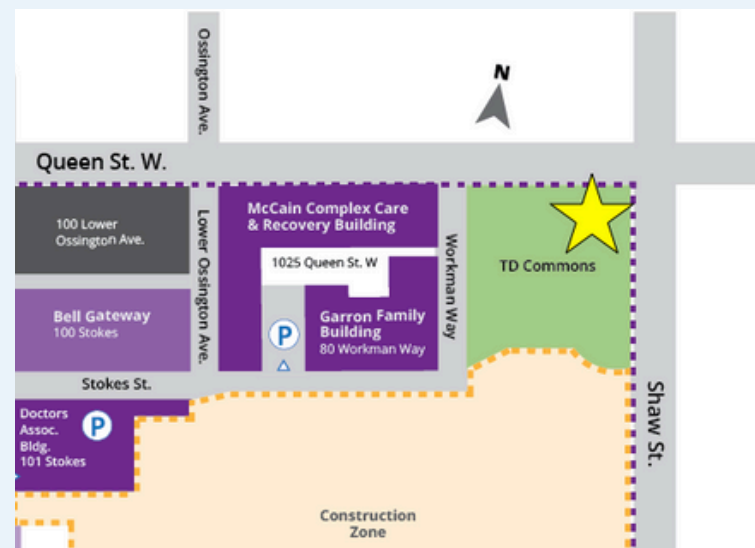 Ossington Ave.
N
Queen St. W.
100 Lower
Ossington Ave.
Lower Ossington Ave.
McCain Complex Care
& Recovery Building
1025 Queen St. W
Workman Way
TD Commons
Bell Gateway
100 Stokes
P
Garron Family
Building
80 Workman Way
Stokes St.
Shaw St.
Doctors
Assoc.
Bldg.
101 Stokes
P
Construction
Zone